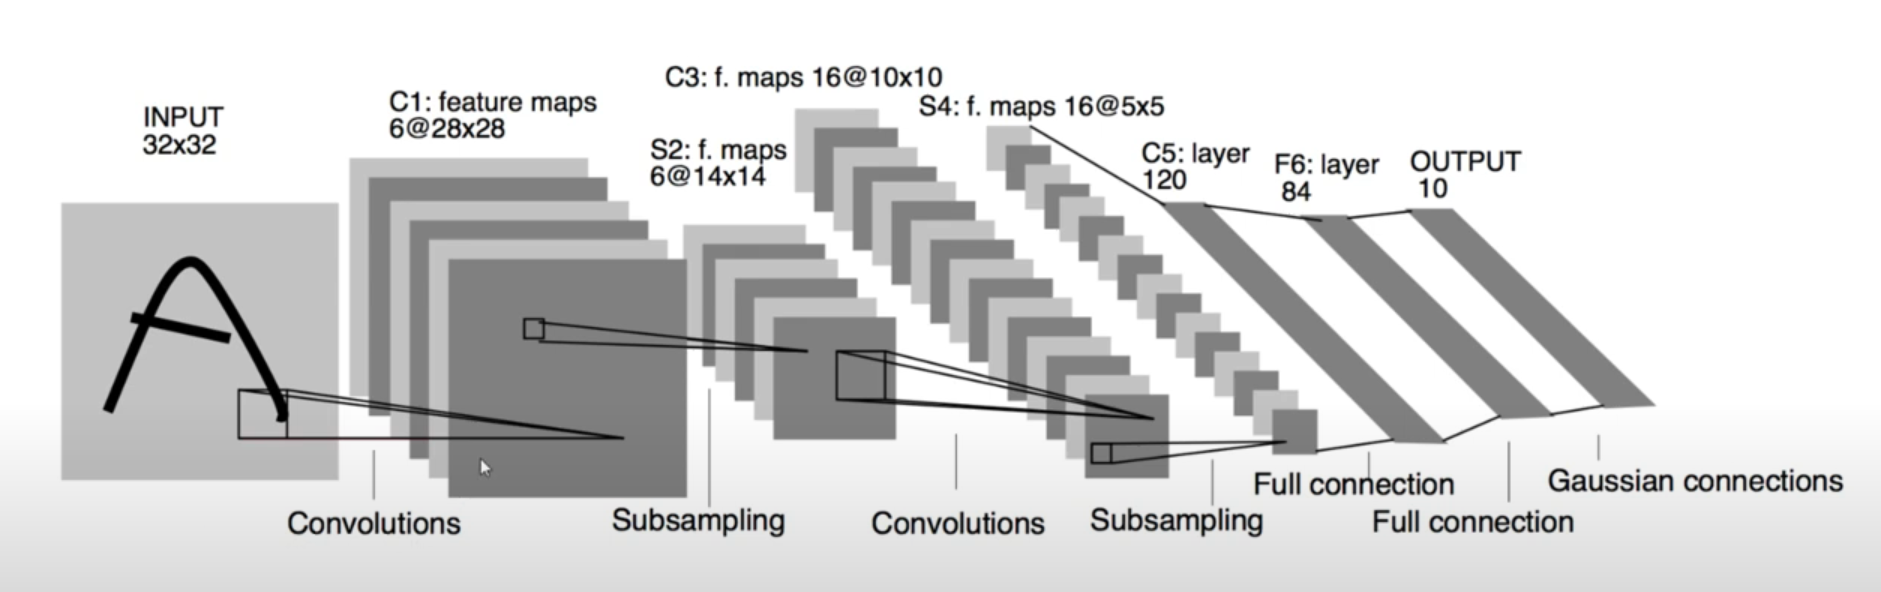 INPUT
32x32
C1: feature maps
6@28x28
S2: f. maps
6@14x14
C3: f. maps 16@10x10
S4: f. maps 16@5x5
C5: layer
120
F6: layer
84
OUTPUT
10
Convolutions
Subsampling
Convolutions
Subsampling
Full connection
Full connection
Gaussian connections